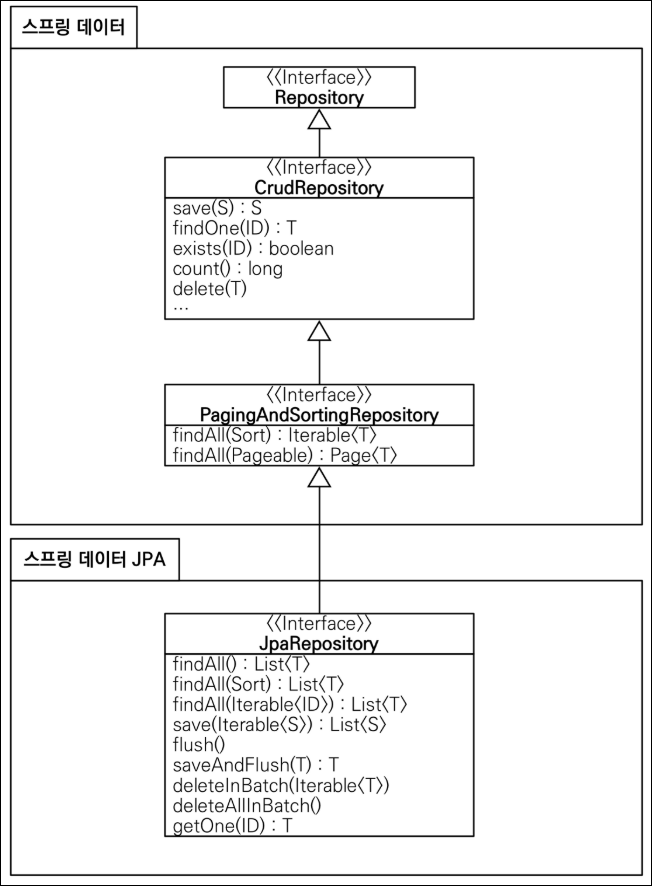 스프링 데이터
〈〈Interface〉〉
Repository
〈〈Interface〉〉
CrudRepository
save(S) : S
findOne(ID) : T
exists(ID) : boolean
count() : long
delete(T)
...
〈〈Interface〉〉
PagingAndSortingRepository
findAll(Sort) : Iterable〈T〉
findAll(Pageable) : Page〈T〉
스프링 데이터 JPA
〈〈Interface〉〉
JpaRepository
findAll() : List〈T〉
findAll(Sort) : List〈T〉
findAll(Iterable〈ID〉) : List〈T〉
save(Iterable〈S〉) : List〈S〉
flush()
saveAndFlush(T) : T
deleteInBatch(Iterable〈T〉)
deleteAllInBatch()
getOne(ID) : T